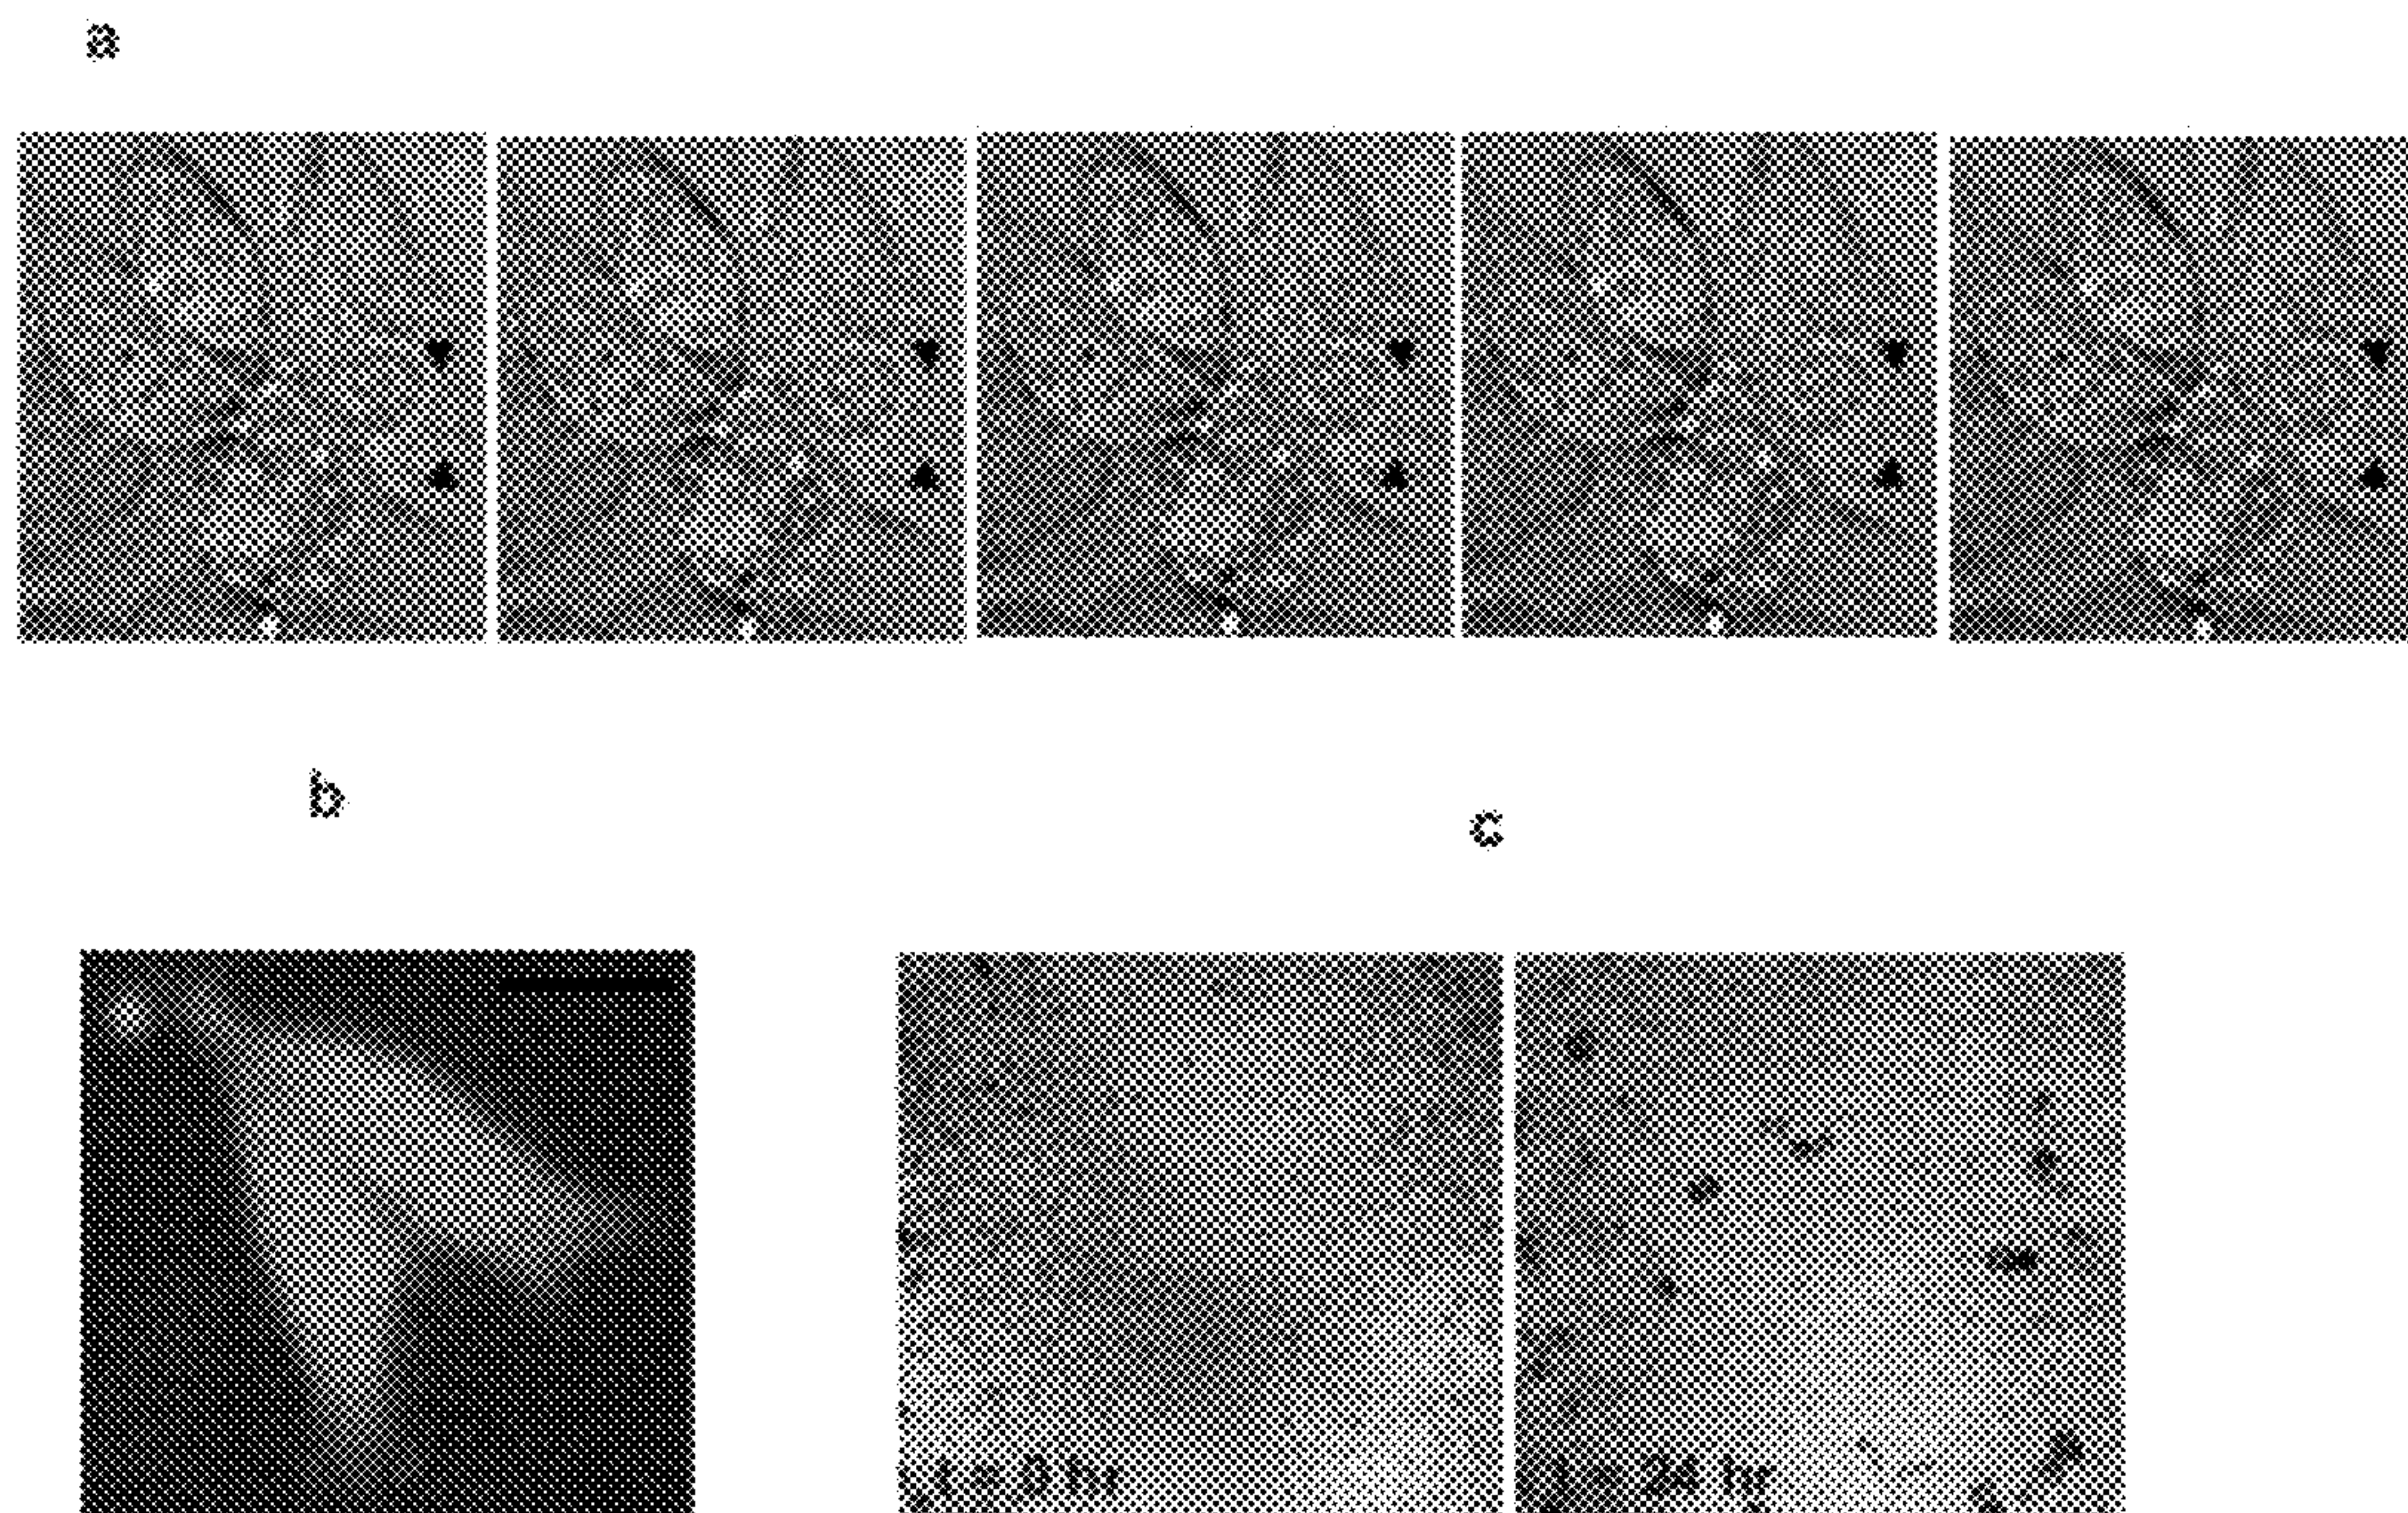 a
b
c
t = 0 hr
t = 24 hr